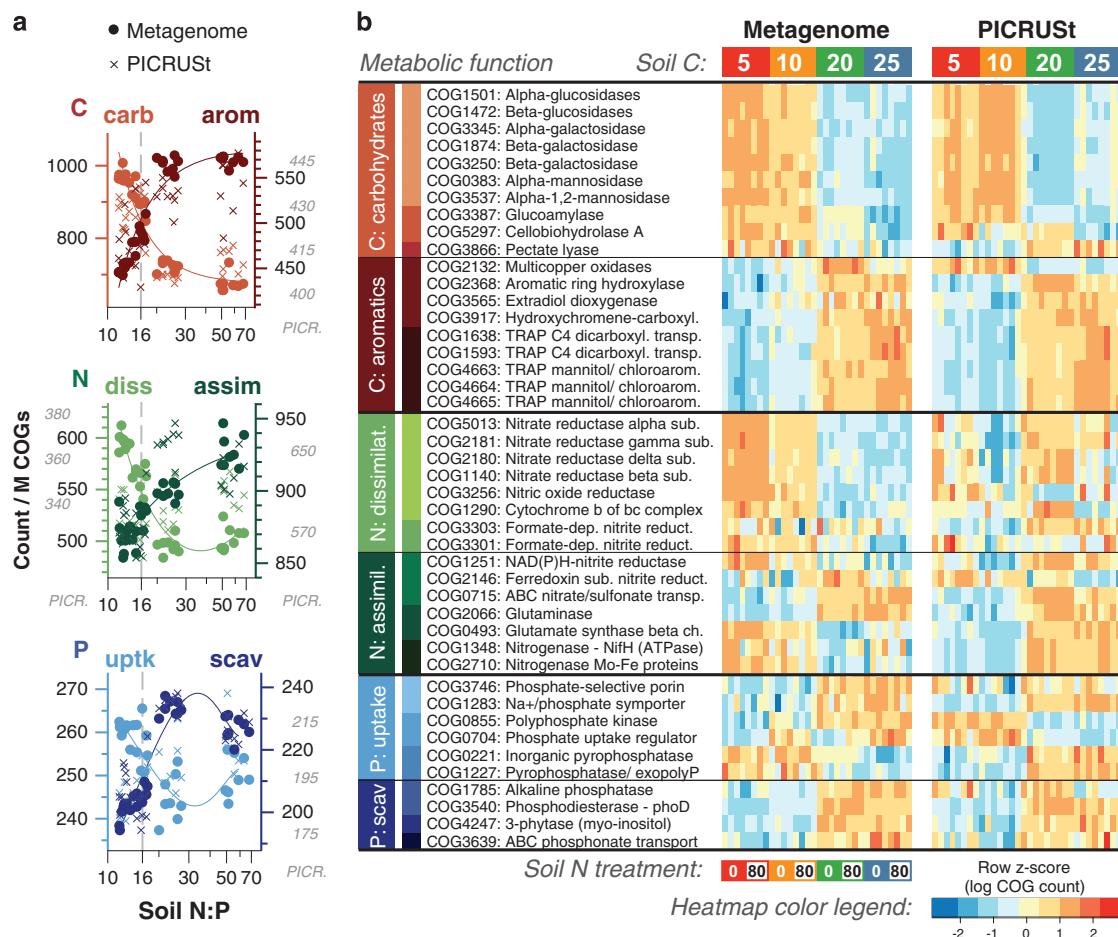 a
Metagenome
PICRUSt
C
carb
arom
1000
800
550
500
450
445
430
415
400
PICR.
10 16 30 50 70
N
diss
assim
380
360
340
600
550
500
950
900
850
650
570
PICR.
PICR.
10 16 30 50 70
P
uptk
scav
270
260
250
240
240
220
200
215
195
175
PICR.
10 16 30 50 70
Count / M COGs
Soil N:P
b
Metagenome
PICRUSt
Metabolic function
Soil C:
5 10 20 25
5 10 20 25
C: carbohydrates
COG1501: Alpha-glucosidases
COG1472: Beta-glucosidases
COG3345: Alpha-galactosidase
COG1874: Beta-galactosidase
COG3250: Beta-galactosidase
COG0383: Alpha-mannosidase
COG3537: Alpha-1,2-mannosidase
COG3387: Glucoamylase
COG5297: Cellobiohydrolase A
COG3866: Pectate lyase
C: aromatics
COG2132: Multicopper oxidases
COG2368: Aromatic ring hydroxylase
COG3565: Extradiol dioxygenase
COG3917: Hydroxychromene-carboxyl.
COG1638: TRAP C4 dicarboxyl. transp.
COG1593: TRAP C4 dicarboxyl. transp.
COG4663: TRAP mannitol/ chloroarom.
COG4664: TRAP mannitol/ chloroarom.
COG4665: TRAP mannitol/ chloroarom.
N: dissimilat.
COG5013: Nitrate reductase alpha sub.
COG2181: Nitrate reductase gamma sub.
COG2180: Nitrate reductase delta sub.
COG1140: Nitrate reductase beta sub.
COG3256: Nitric oxide reductase
COG1290: Cytochrome b of bc complex
COG3303: Formate-dep. nitrite reduct.
COG3301: Formate-dep. nitrite reduct.
N: assimil.
COG1251: NAD(P)H-nitrite reductase
COG2146: Ferredoxin sub. nitrite reduct.
COG0715: ABC nitrate/sulfonate transp.
COG2066: Glutaminase
COG0493: Glutamate synthase beta ch.
COG1348: Nitrogenase - NifH (ATPase)
COG2710: Nitrogenase Mo-Fe proteins
P: uptake
COG3746: Phosphate-selective porin
COG1283: Na+/phosphate symporter
COG0855: Polyphosphate kinase
COG0704: Phosphate uptake regulator
COG0221: Inorganic pyrophosphatase
COG1227: Pyrophosphatase/ exopolyP
P: scav
COG1785: Alkaline phosphatase
COG3540: Phosphodiesterase - phoD
COG4247: 3-phytase (myo-inositol)
COG3639: ABC phosphonate transport
Soil N treatment:
0 80 0 80 0 80 0 80
Heatmap color legend:
Row z-score
(log COG count)
-2 -1 0 1 2